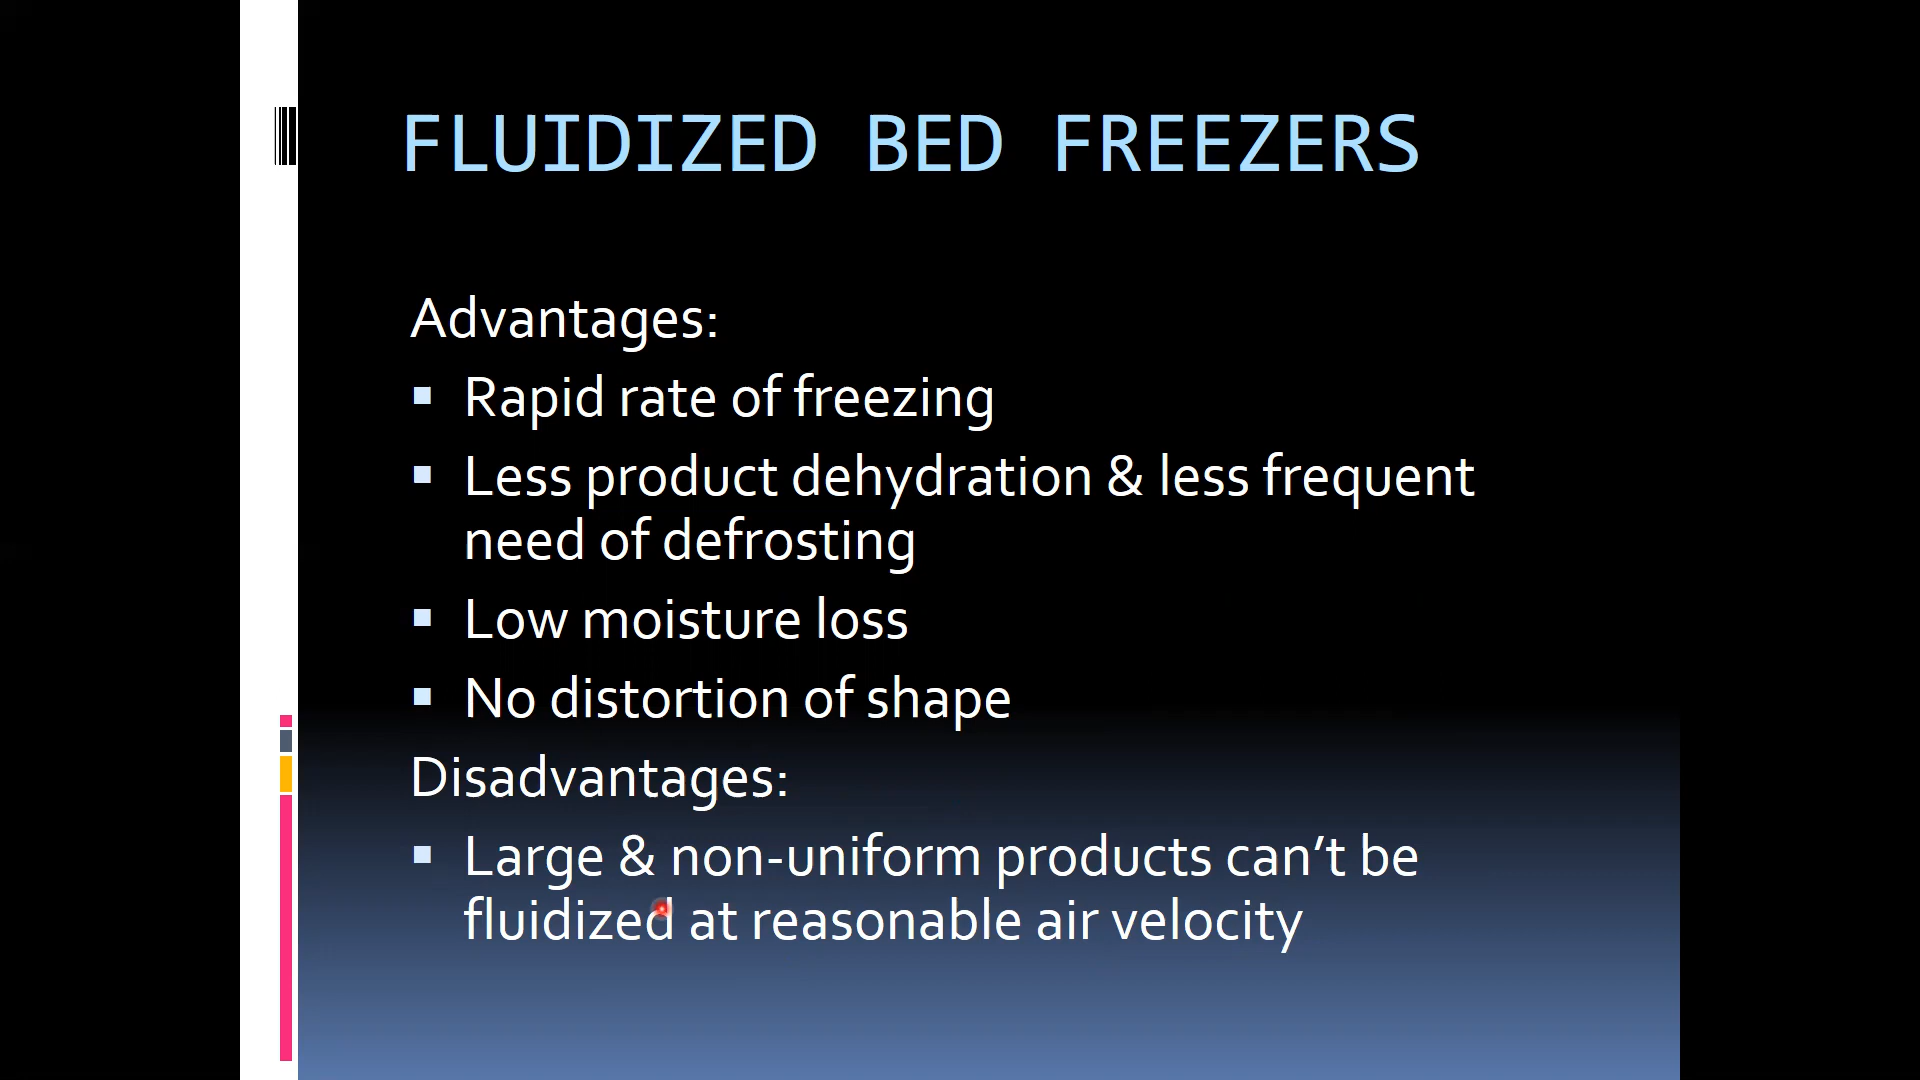 FLUIDIZED BED FREEZERS
Advantages:
▪ Rapid rate of freezing
▪ Less product dehydration & less frequent
need of defrosting
▪ Low moisture loss
▪ No distortion of shape
Disadvantages:
▪ Large & non-uniform products can’t be
fluidized at reasonable air velocity